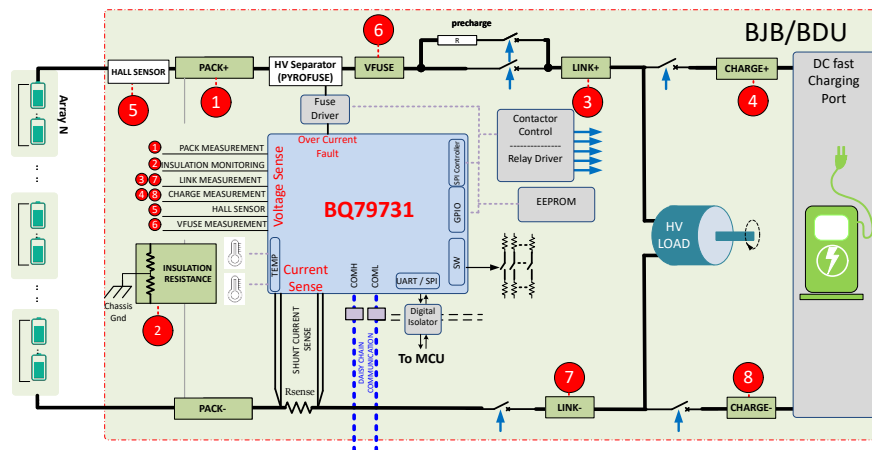 BJB/BDU
precharge
R
6
HALL SENSOR
PACK+
HV Separator
(PYROFUSE)
VFUSE
LINK+
CHARGE+
DC fast
Charging
Port
5
1
3
4
Array N
Fuse
Driver
Contactor
Control
----------------
Relay Driver
Over Current
Fault
1 PACK MEASUREMENT
2 INSULATION MONITORING
3 7 LINK MEASUREMENT
4 8 CHARGE MEASUREMENT
5 HALL SENSOR
6 VFUSE MEASUREMENT
Voltage Sense
BQ79731
SPI Controller
GPIO
SW
EEPROM
HV
LOAD
INSULATION
RESISTANCE
Chassis
Gnd
2
TEMP
Current
Sense
COMH
COML
UART / SPI
Digital
Isolator
To MCU
SHUNT CURRENT
SENSE
DAISY CHAIN
COMMUNICATION
Rsense
7
8
PACK-
LINK-
CHARGE-